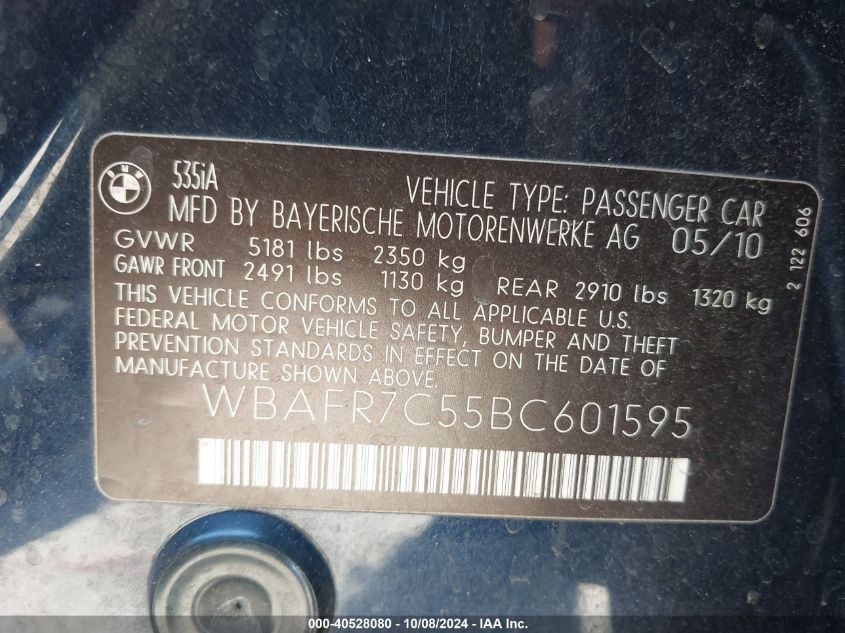 BMW
535iA
VEHICLE TYPE: PASSENGER CAR
MFD BY BAYERISCHE MOTORENWERKE AG 05/10
GVWR 5181 lbs 2350 kg
GAWR FRONT 2491 lbs 1130 kg REAR 2910 lbs 1320 kg
THIS VEHICLE CONFORMS TO ALL APPLICABLE U.S.
FEDERAL MOTOR VEHICLE SAFETY, BUMPER AND THEFT
PREVENTION STANDARDS IN EFFECT ON THE DATE OF
MANUFACTURE SHOWN ABOVE.
WBAFR7C55BC601595
2 122 606
000-40528080 - 10/08/2024 - IAA Inc.